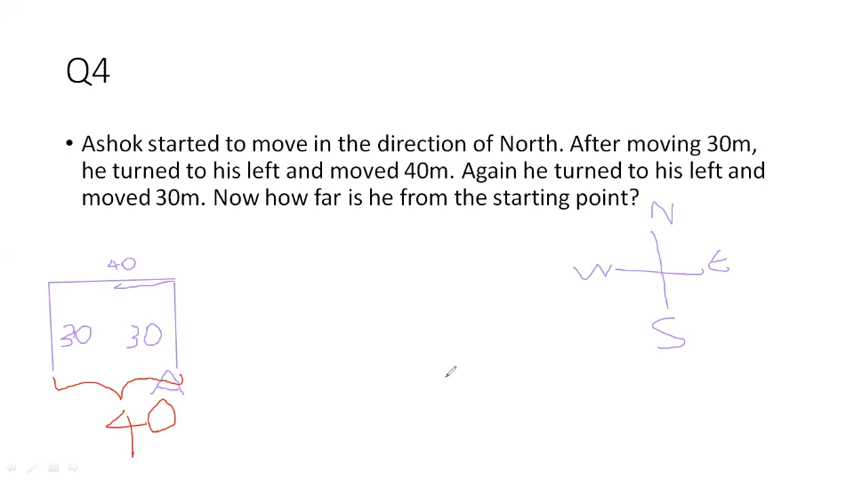 Q4
• Ashok started to move in the direction of North. After moving 30m,
he turned to his left and moved 40m. Again he turned to his left and
moved 30m. Now how far is he from the starting point?
N
W E
S
40
30 30
A
40